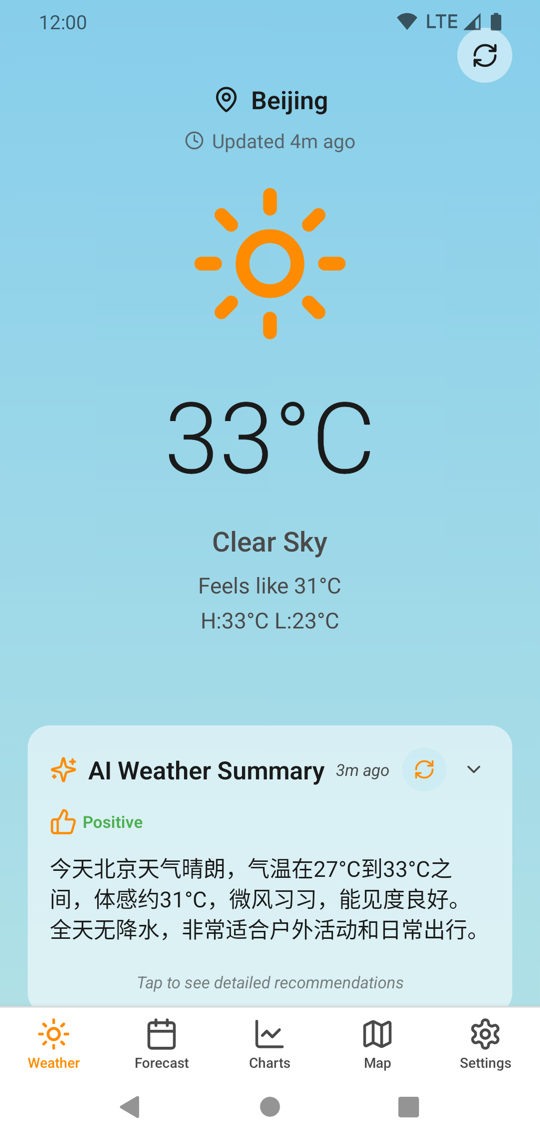 12:00
LTE
Beijing
Updated 4m ago
33°C
Clear Sky
Feels like 31°C
H:33°C L:23°C
AI Weather Summary 3m ago
Positive
今天北京天气晴朗，气温在27°C到33°C之
间，体感约31°C，微风习习，能见度良好。
全天无降水，非常适合户外活动和日常出行。
Tap to see detailed recommendations
Weather Forecast Charts Map Settings